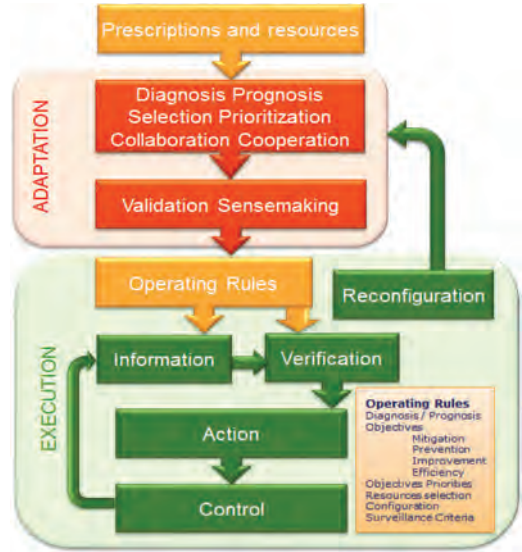 Prescriptions and resources
ADAPTATION
Diagnosis Prognosis
Selection Prioritization
Collaboration Cooperation
Validation Sensemaking
EXECUTION
Operating Rules
Reconfiguration
Information
Verification
Action
Control
Operating Rules
Diagnosis / Prognosis
Objectives
Mitigation
Prevention
Improvement
Efficiency
Objectives Priorities
Resources selection
Configuration
Surveillance Criteria